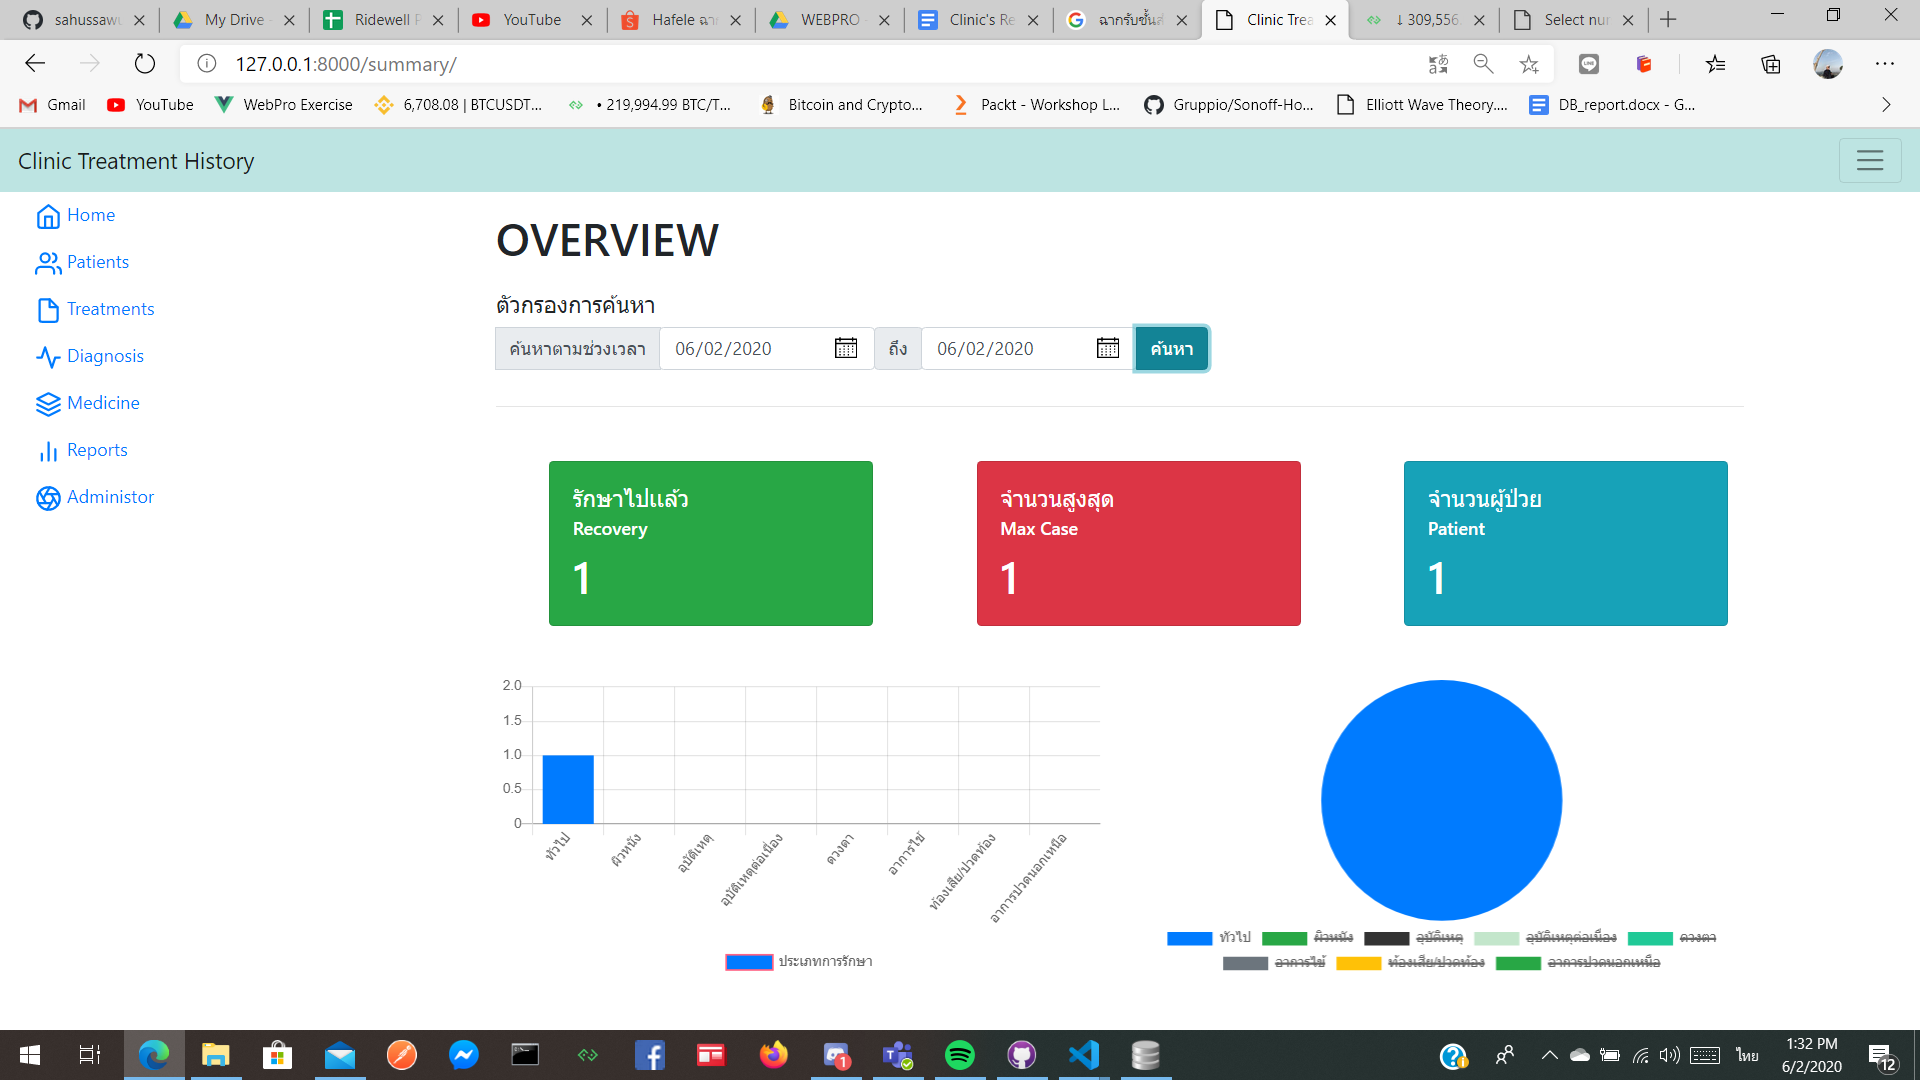 sahussawu
My Drive -
Ridewell P
YouTube
Hafele ฉาก
WEBPRO -
Clinic's Re
ฉากรับชั้นส์
Clinic Trea
↓ 309,556.
Select nur
127.0.0.1:8000/summary/
Gmail
YouTube
WebPro Exercise
6,708.08 | BTCUSDT...
• 219,994.99 BTC/T...
Bitcoin and Crypto...
Packt - Workshop L...
Gruppio/Sonoff-Ho...
Elliott Wave Theory....
DB_report.docx - G...
Clinic Treatment History
Home
Patients
Treatments
Diagnosis
Medicine
Reports
Administor
OVERVIEW
ตัวกรองการค้นหา
ค้นหาตามช่วงเวลา 06/02/2020 ถึง 06/02/2020 ค้นหา
รักษาไปแล้ว
Recovery
1
จำนวนสูงสุด
Max Case
1
จำนวนผู้ป่วย
Patient
1
2.0
1.5
1.0
0.5
0
ทั่วไป
ผิวหนัง
อุบัติเหตุ
อุบัติเหตุต่อเนื่อง
ดวงตา
อาการไข้
ท้องเสีย/ปวดท้อง
อาการปวดนอกเหนือ
ประเภทการรักษา
ทั่วไป ผิวหนัง อุบัติเหตุ อุบัติเหตุต่อเนื่อง ดวงตา
อาการไข้ ท้องเสีย/ปวดท้อง อาการปวดนอกเหนือ
1
ไทย
1:32 PM
6/2/2020
12